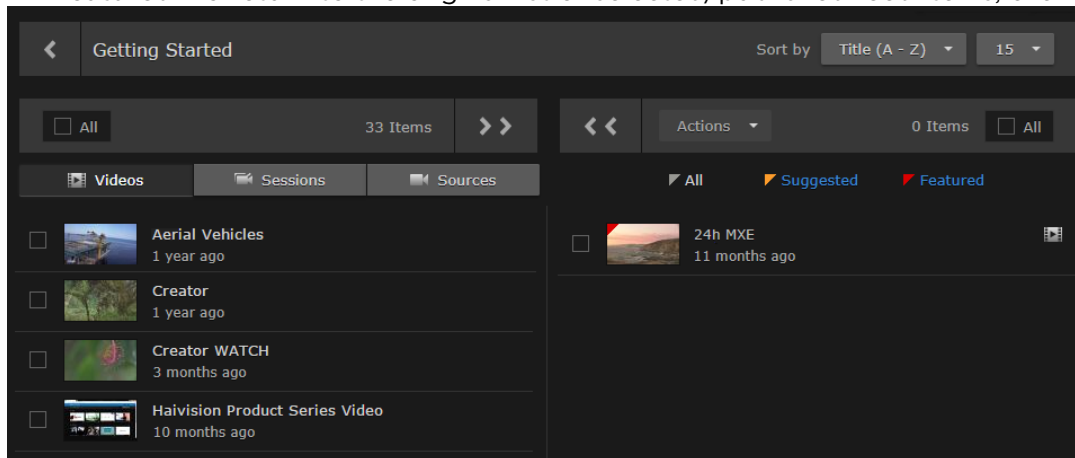 Getting Started Sort by Title (A - Z) 15
All 33 Items Actions 0 Items All
Videos Sessions Sources All Suggested Featured
Aerial Vehicles
1 year ago
24h MXE
11 months ago
Creator
1 year ago
Creator WATCH
3 months ago
Haivision Product Series Video
10 months ago